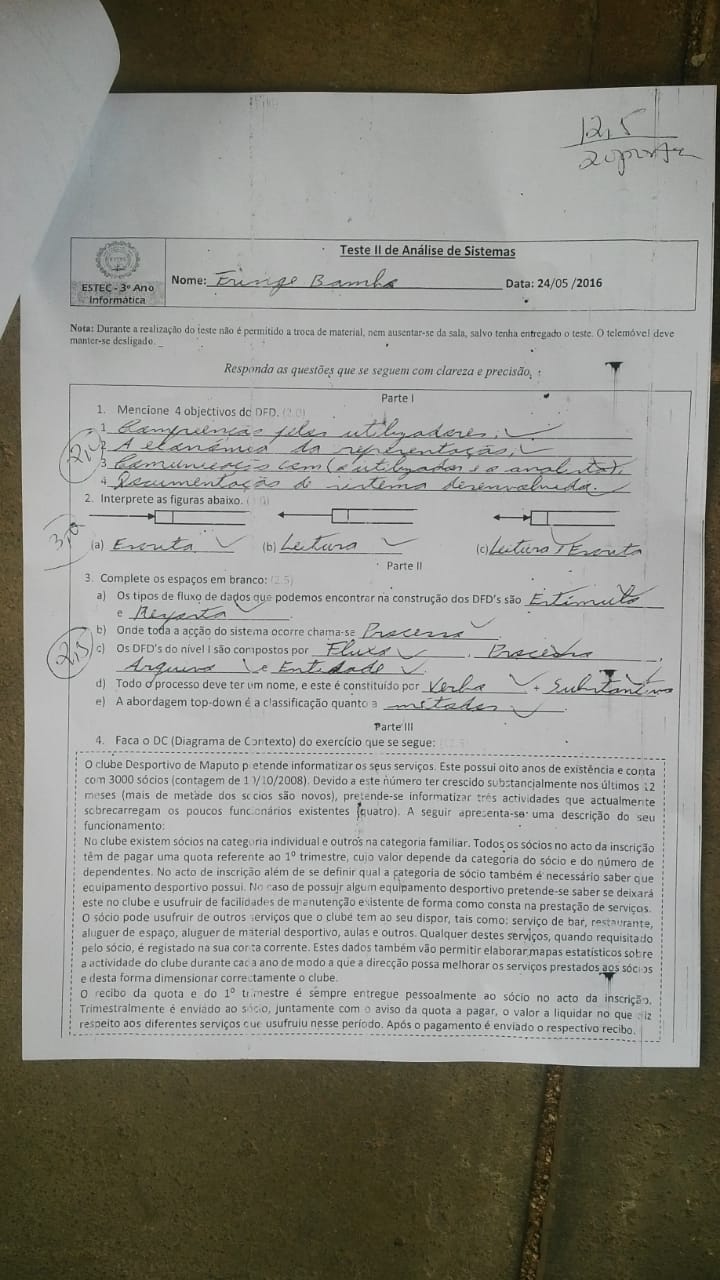 12,5
Teste II de Análise de Sistemas
ESTEC - 3º Ano
Informática
Nome: Bamba Data: 24/05 /2016
Nota: Durante a realização do teste não é permitido a troca de material, nem ausentar-se da sala, salvo tenha entregado o teste. O telemóvel deve
manter-se desligado.
Responda as questões que se seguem com clareza e precisão.
Parte I
1. Mencione 4 objectivos do DFD. (2.0)
1 pelos utilizadores;
2 A economia da representação;
3 Comunicação com (o utilizador e o analista);
4 Documentação do sistema desenvolvido.
2. Interprete as figuras abaixo.
3,0
(a) Escrita (b) Leitura (c) Leitura / Escrita
Parte II
3. Complete os espaços em branco: (2.5)
a) Os tipos de fluxo de dados que podemos encontrar na construção dos DFD's são Estímulo
e Resposta
b) Onde toda a acção do sistema ocorre chama-se Processo.
2,5
c) Os DFD's do nível I são compostos por Fluxo, Processo,
Arquivo e Entidade.
d) Todo o processo deve ter um nome, e este é constituído por Verbo + Substantivo
e) A abordagem top-down é a classificação quanto a métodos.
Parte III
4. Faca o DC (Diagrama de Contexto) do exercício que se segue:
O clube Desportivo de Maputo pretende informatizar os seus serviços. Este possui oito anos de existência e conta
com 3000 sócios (contagem de /10/2008). Devido a este número ter crescido substancialmente nos últimos 12
meses (mais de metade dos sócios são novos), pretende-se informatizar três actividades que actualmente
sobrecarregam os poucos funcionários existentes (quatro). A seguir apresenta-se uma descrição do seu
funcionamento:
No clube existem sócios na categoria individual e outros na categoria familiar. Todos os sócios no acto da inscrição
têm de pagar uma quota referente ao 1º trimestre, cujo valor depende da categoria do sócio e do número de
dependentes. No acto de inscrição além de se definir qual a categoria de sócio também é necessário saber que
equipamento desportivo possui. No caso de possuir algum equipamento desportivo pretende-se saber se deixará
este no clube e usufruir de facilidades de manutenção existente de forma como consta na prestação de serviços.
O sócio pode usufruir de outros serviços que o clube tem ao seu dispor, tais como: serviço de bar, restaurante,
aluguer de espaço, aluguer de material desportivo, aulas e outros. Qualquer destes serviços, quando requisitado
pelo sócio, é registado na sua conta corrente. Estes dados também vão permitir elaborar mapas estatísticos sobre
a actividade do clube durante cada ano de modo a que a direcção possa melhorar os serviços prestados aos sócios
e desta forma dimensionar correctamente o clube.
O recibo da quota e do 1º trimestre é sempre entregue pessoalmente ao sócio no acto da inscrição.
Trimestralmente é enviado ao sócio, juntamente com o aviso da quota a pagar, o valor a liquidar no que diz
respeito aos diferentes serviços que usufruiu nesse período. Após o pagamento é enviado o respectivo recibo.